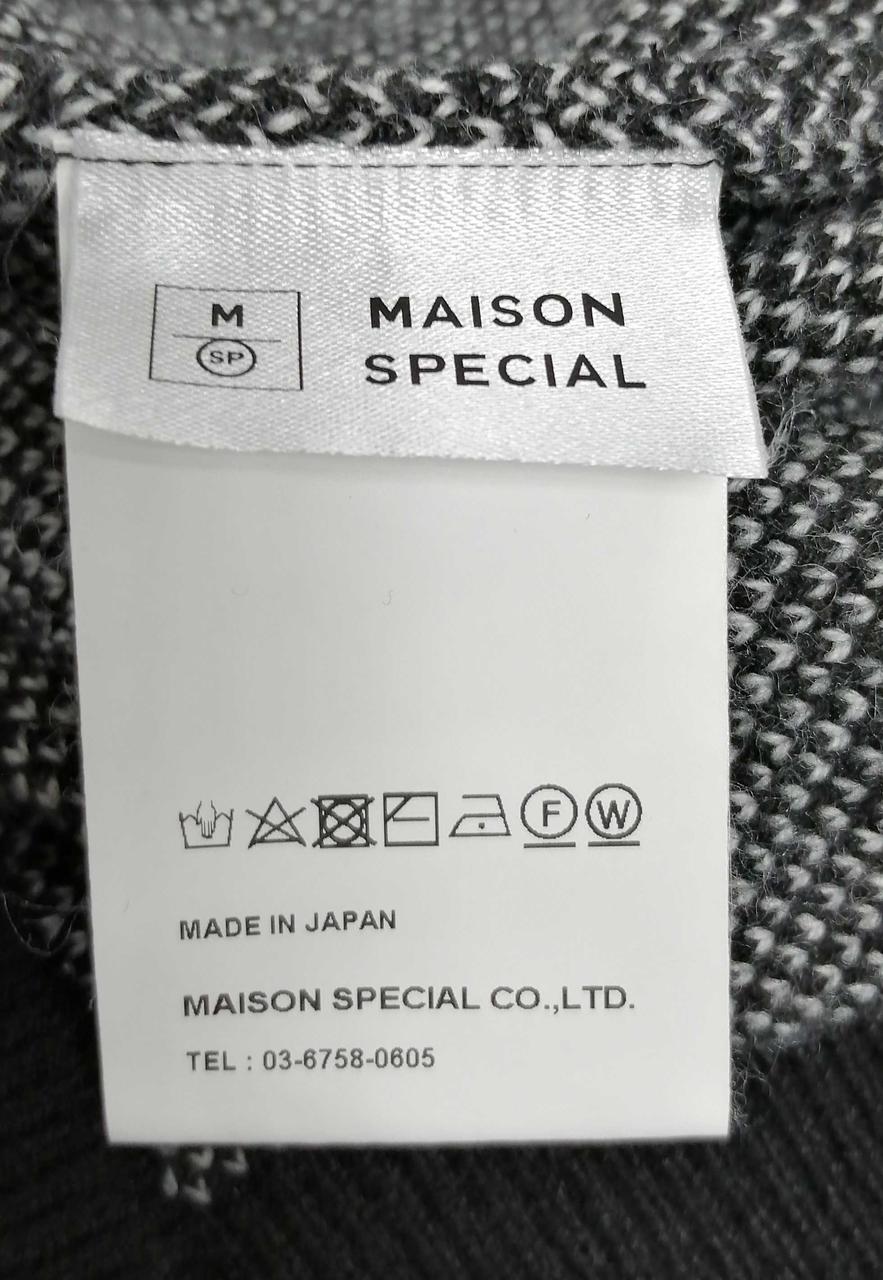 M
SP
MAISON
SPECIAL
F
W
MADE IN JAPAN
MAISON SPECIAL CO.,LTD.
TEL : 03-6758-0605